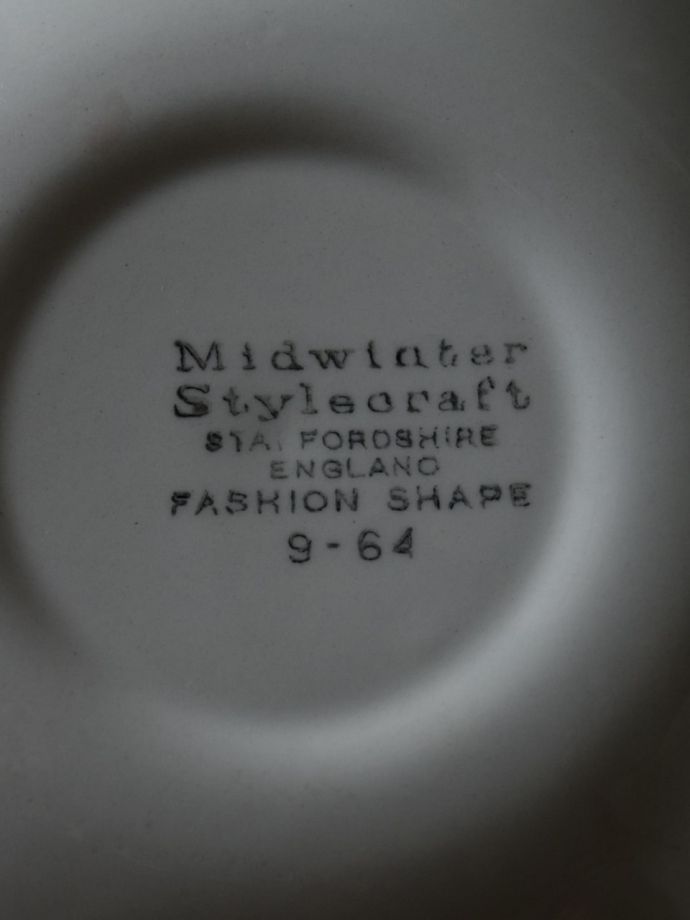 Midwinter
Stylecraft
STAFFORDSHIRE
ENGLAND
FASHION SHAPE
9-64